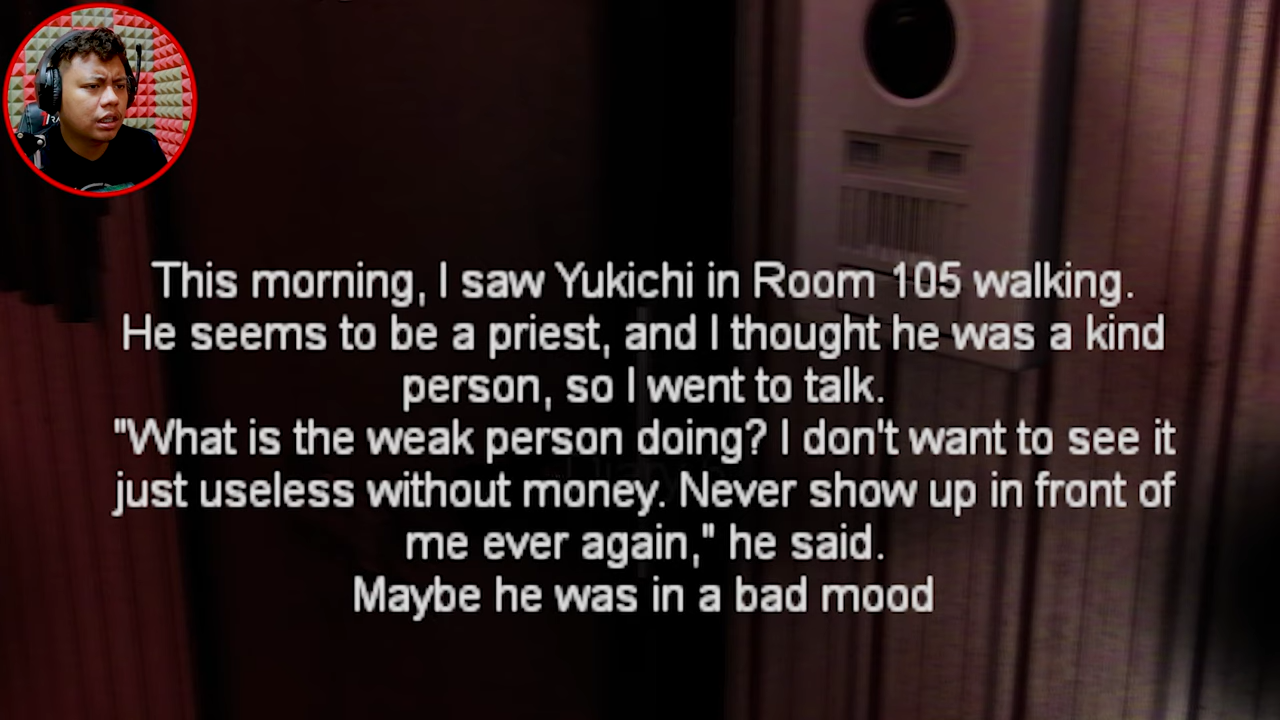 This morning, I saw Yukichi in Room 105 walking.
He seems to be a priest, and I thought he was a kind
person, so I went to talk.
"What is the weak person doing? I don't want to see it
just useless without money. Never show up in front of
me ever again," he said.
Maybe he was in a bad mood